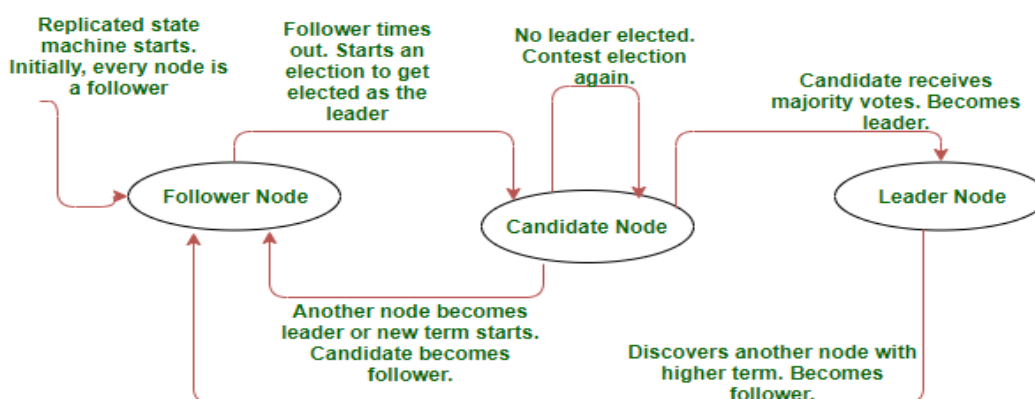 Replicated state
machine starts.
Initially, every node is
a follower
Follower times
out. Starts an
election to get
elected as the
leader
No leader elected.
Contest election
again.
Candidate receives
majority votes. Becomes
leader.
Follower Node
Candidate Node
Leader Node
Another node becomes
leader or new term starts.
Candidate becomes
follower.
Discovers another node with
higher term. Becomes
follower.